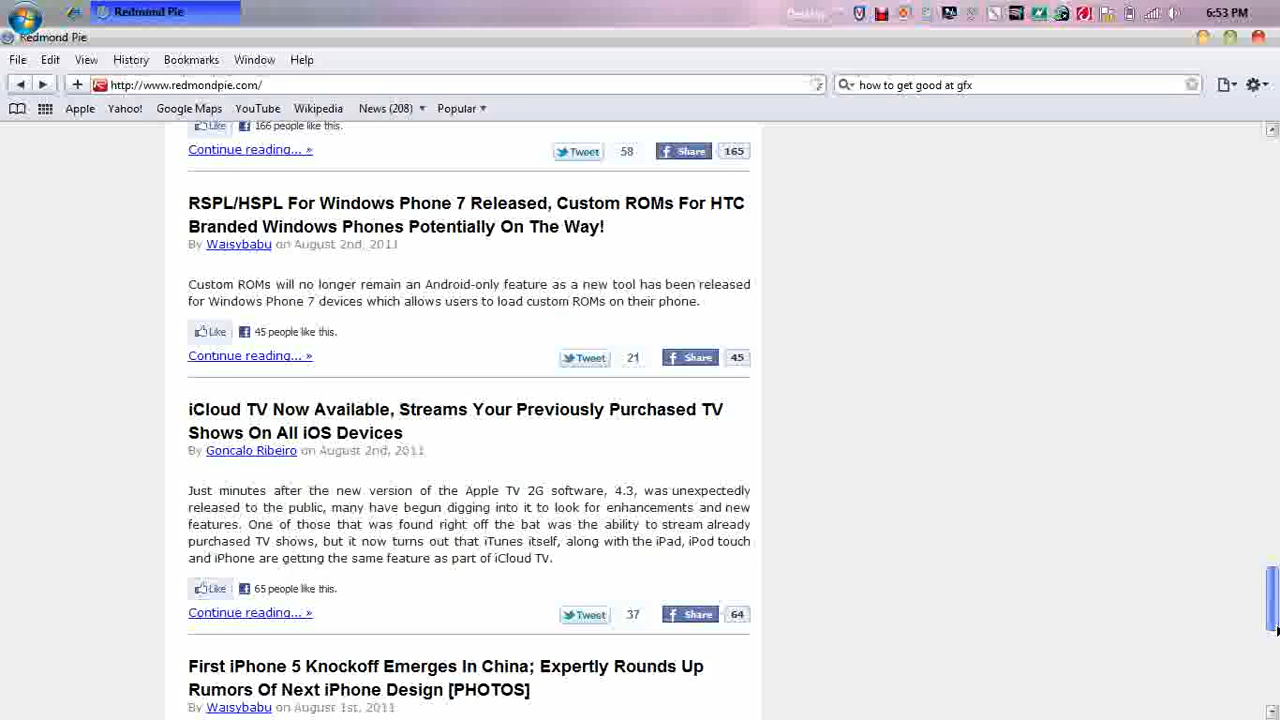 Redmond Pie
6:53 PM
Redmond Pie
File Edit View History Bookmarks Window Help
http://www.redmondpie.com/
how to get good at gfx
Apple Yahoo! Google Maps YouTube Wikipedia News (208) Popular
Like 166 people like this.
Continue reading... »
Tweet 58 Share 165
RSPL/HSPL For Windows Phone 7 Released, Custom ROMs For HTC
Branded Windows Phones Potentially On The Way!
By Waisybabu on August 2nd, 2011
Custom ROMs will no longer remain an Android-only feature as a new tool has been released
for Windows Phone 7 devices which allows users to load custom ROMs on their phone.
Like 45 people like this.
Continue reading... »
Tweet 21 Share 45
iCloud TV Now Available, Streams Your Previously Purchased TV
Shows On All iOS Devices
By Goncalo Ribeiro on August 2nd, 2011
Just minutes after the new version of the Apple TV 2G software, 4.3, was unexpectedly
released to the public, many have begun digging into it to look for enhancements and new
features. One of those that was found right off the bat was the ability to stream already
purchased TV shows, but it now turns out that iTunes itself, along with the iPad, iPod touch
and iPhone are getting the same feature as part of iCloud TV.
Like 65 people like this.
Continue reading... »
Tweet 37 Share 64
First iPhone 5 Knockoff Emerges In China; Expertly Rounds Up
Rumors Of Next iPhone Design [PHOTOS]
By Waisybabu on August 1st, 2011